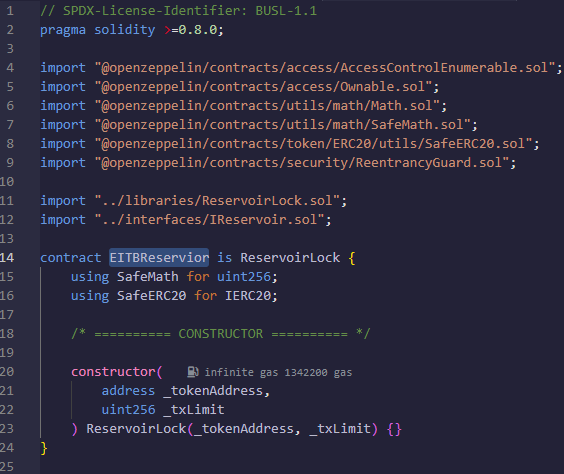 1 // SPDX-License-Identifier: BUSL-1.1
2 pragma solidity >=0.8.0;
3
4 import "@openzeppelin/contracts/access/AccessControlEnumerable.sol";
5 import "@openzeppelin/contracts/access/Ownable.sol";
6 import "@openzeppelin/contracts/utils/math/Math.sol";
7 import "@openzeppelin/contracts/utils/math/SafeMath.sol";
8 import "@openzeppelin/contracts/token/ERC20/utils/SafeERC20.sol";
9 import "@openzeppelin/contracts/security/ReentrancyGuard.sol";
10
11 import "../libraries/ReservoirLock.sol";
12 import "../interfaces/IReservoir.sol";
13
14 contract EITBReservior is ReservoirLock {
15 using SafeMath for uint256;
16 using SafeERC20 for IERC20;
17
18 /* ========== CONSTRUCTOR ========== */
19
20 constructor( infinite gas 1342200 gas
21 address _tokenAddress,
22 uint256 _txLimit
23 ) ReservoirLock(_tokenAddress, _txLimit) {}
24 }
25